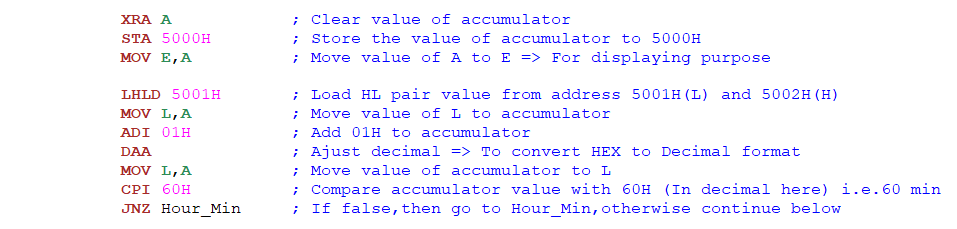 XRA A ; Clear value of accumulator
STA 5000H ; Store the value of accumulator to 5000H
MOV E,A ; Move value of A to E => For displaying purpose
LHLD 5001H ; Load HL pair value from address 5001H(L) and 5002H(H)
MOV L,A ; Move value of L to accumulator
ADI 01H ; Add 01H to accumulator
DAA ; Ajust decimal => To convert HEX to Decimal format
MOV L,A ; Move value of accumulator to L
CPI 60H ; Compare accumulator value with 60H (In decimal here) i.e.60 min
JNZ Hour_Min ; If false,then go to Hour_Min,otherwise continue below